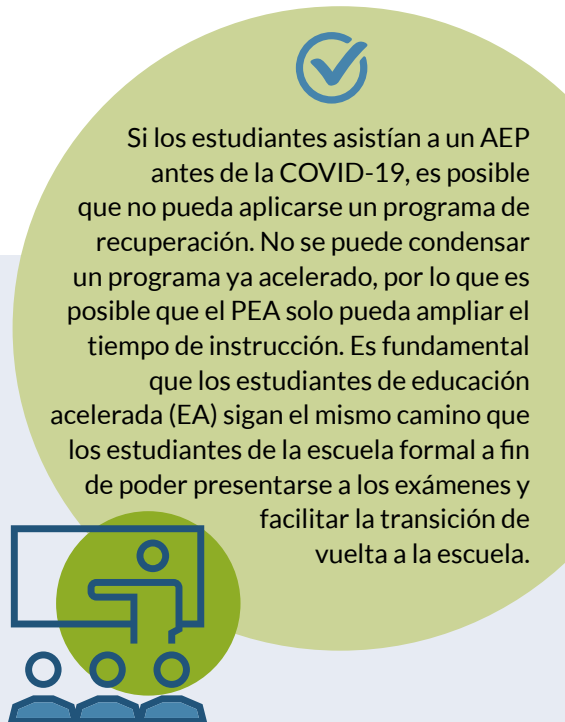 Si los estudiantes asistían a un AEP
antes de la COVID-19, es posible
que no pueda aplicarse un programa de
recuperación. No se puede condensar
un programa ya acelerado, por lo que es
posible que el PEA solo pueda ampliar el
tiempo de instrucción. Es fundamental
que los estudiantes de educación
acelerada (EA) sigan el mismo camino que
los estudiantes de la escuela formal a fin
de poder presentarse a los exámenes y
facilitar la transición de
vuelta a la escuela.